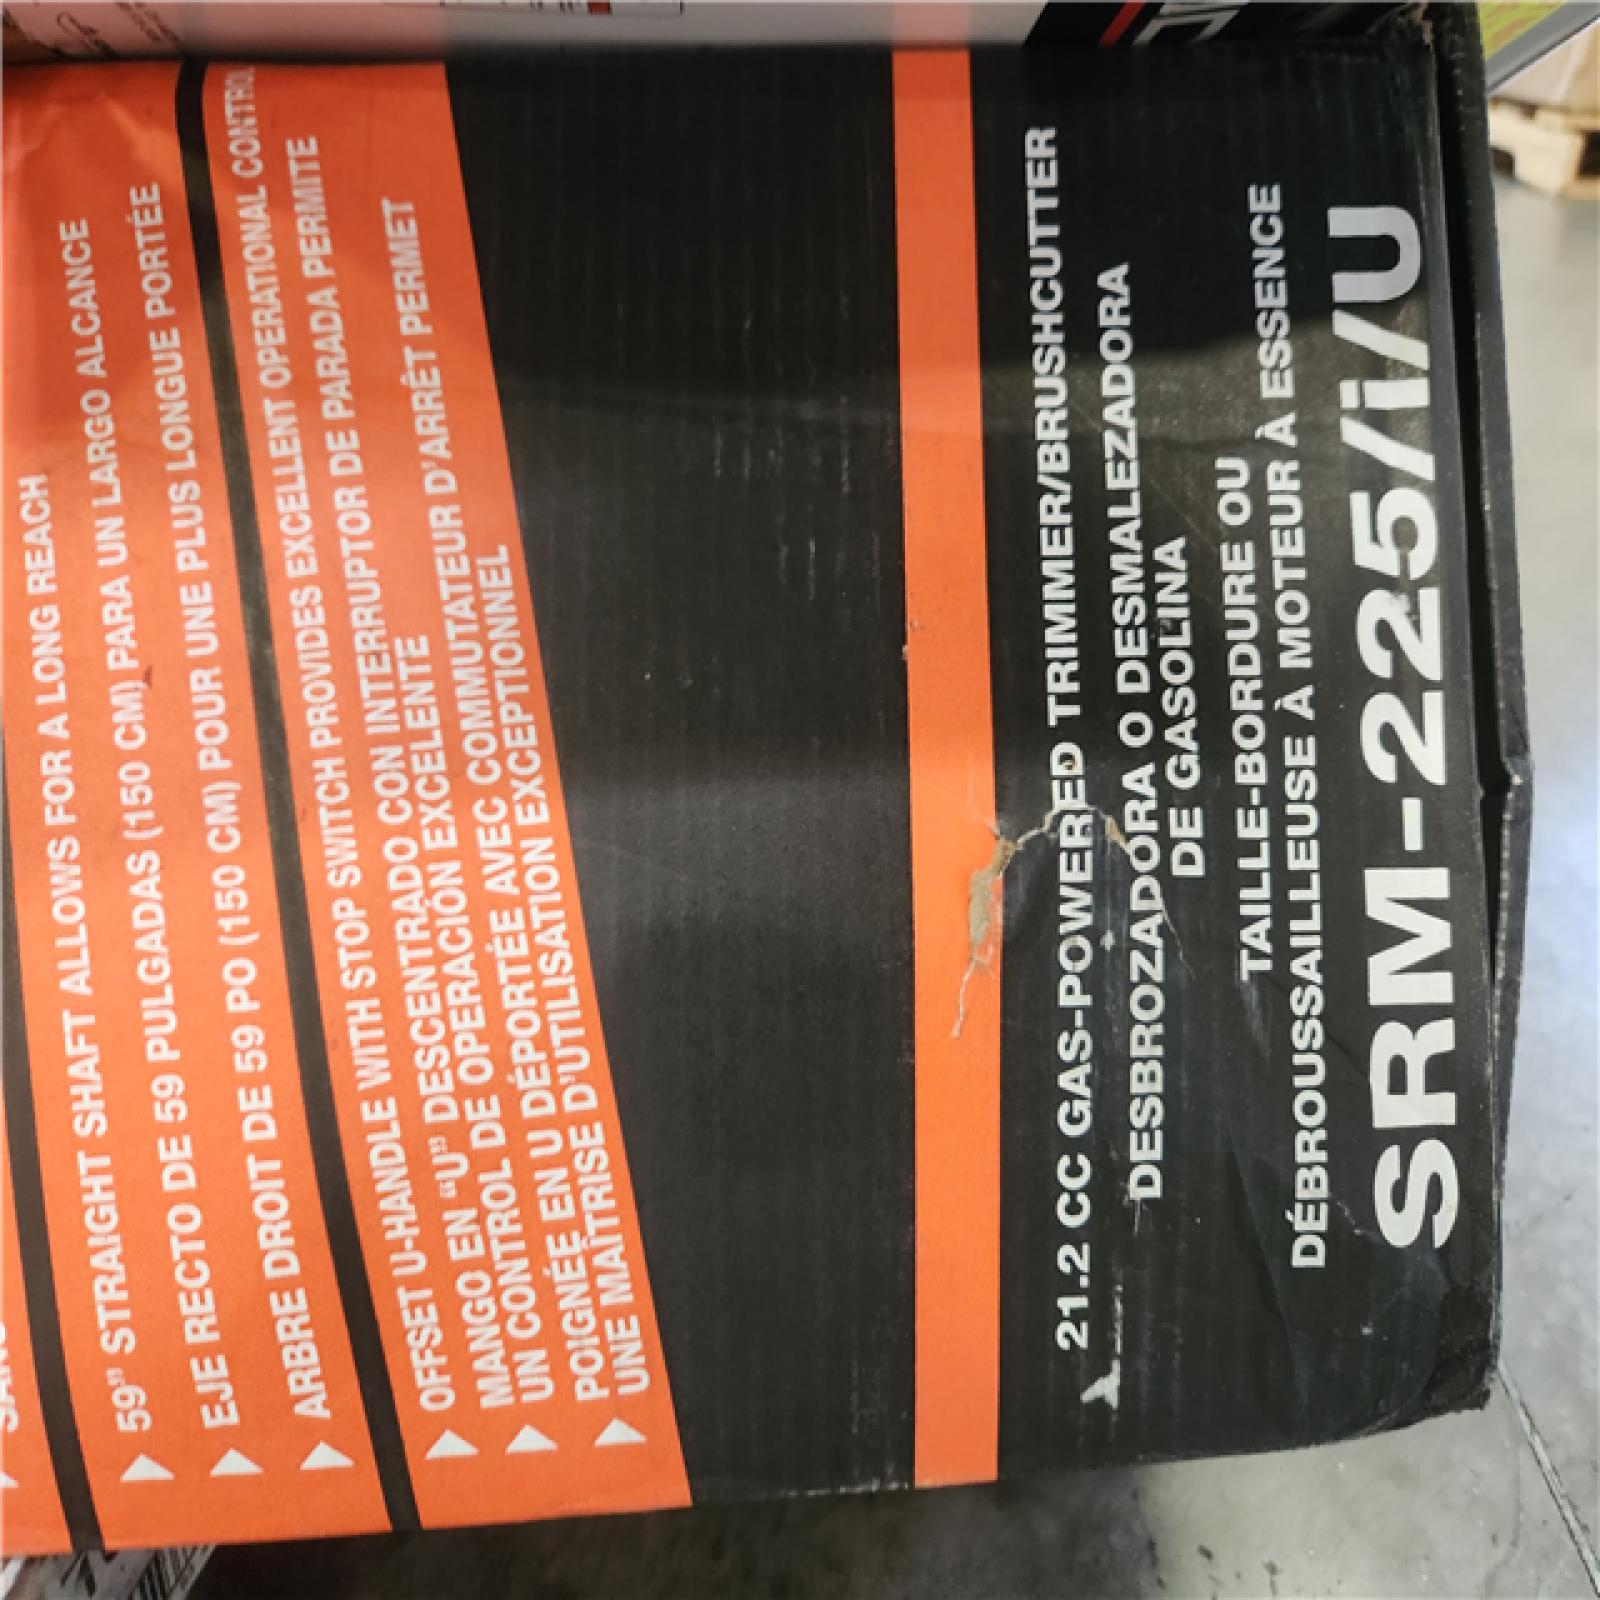 59" STRAIGHT SHAFT ALLOWS FOR A LONG REACH
EJE RECTO DE 59 PULGADAS (150 CM) PARA UN LARGO ALCANCE
ARBRE DROIT DE 59 PO (150 CM) POUR UNE PLUS LONGUE PORTÉE
OFFSET U-HANDLE WITH STOP SWITCH PROVIDES EXCELLENT OPERATIONAL CONTROL
MANGO EN “U” DESCENTRADO CON INTERRUPTOR DE PARADA PERMITE
UN CONTROL DE OPERACIÓN EXCELENTE
POIGNÉE EN U DÉPORTÉE AVEC COMMUTATEUR D'ARRÊT PERMET
UNE MAÎTRISE D'UTILISATION EXCEPTIONNEL
21.2 CC GAS-POWERED TRIMMER/BRUSHCUTTER
DESBROZADORA O DESMALEZADORA
DE GASOLINA
TAILLE-BORDURE OU
DÉBROUSSAILLEUSE À MOTEUR À ESSENCE
SRM-225/i/U